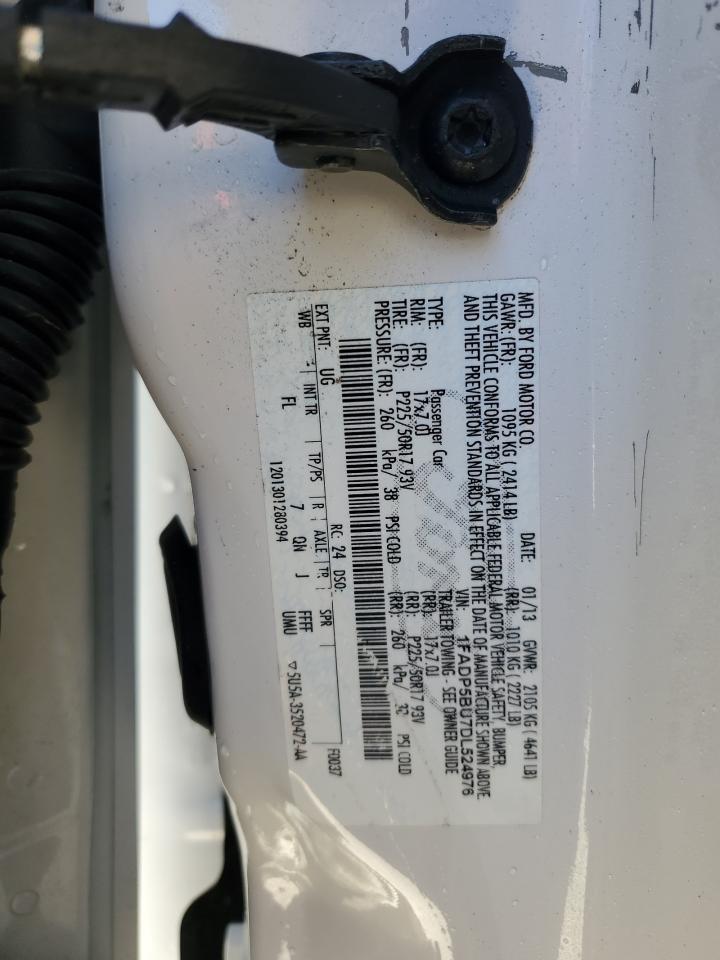 MFD. BY FORD MOTOR CO.
DATE: 01/13 GVWR: 2105 KG ( 4641 LB)
GAWR: (FR): 1095 KG ( 2414 LB) (RR): 1010 KG ( 2227 LB)
THIS VEHICLE CONFORMS TO ALL APPLICABLE FEDERAL MOTOR VEHICLE SAFETY, BUMPER,
AND THEFT PREVENTION STANDARDS IN EFFECT ON THE DATE OF MANUFACTURE SHOWN ABOVE.
VIN: 1FADP5BU7DL524976
TYPE: Passenger Car TRAILER TOWING - SEE OWNER GUIDE
RIM: (FR): 17x7.0J (RR): 17x7.0J
TIRE: (FR): P225/50R17 93V (RR): P225/50R17 93V
PRESSURE: (FR): 260 kPa/ 38 PSI COLD (RR): 260 kPa/ 38 PSI COLD
EXT PNT: UG RC: 24 DSO: F0037
WB INT TR TP/PS R AXLE TR SPR
FL 7 QN J FFFF
1201301280394 UMU ▽5U5A-3520472-AA